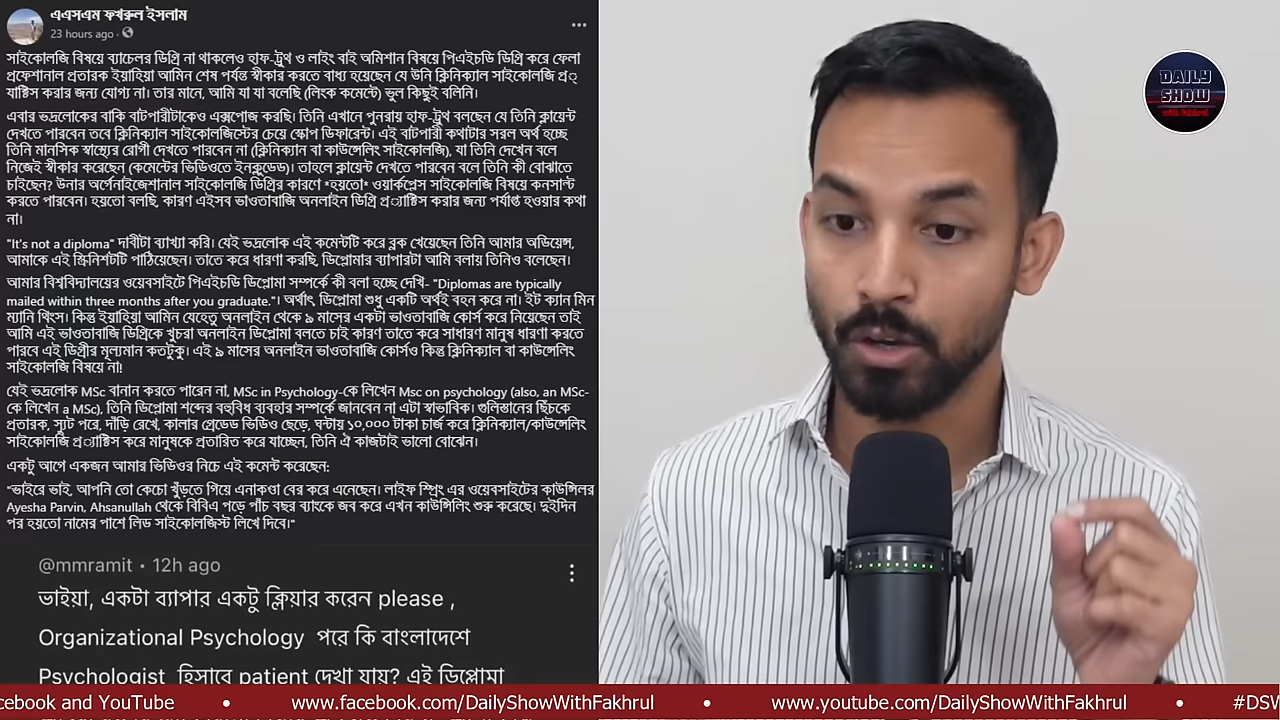 এএসএম ফখরুল ইসলাম
23 hours ago ·
সাইকোলজি বিষয়ে ব্যাচেলর ডিগ্রি না থাকলেও হাফ-ট্রুথ ও লাইং বাই অমিশান বিষয়ে পিএইচডি ডিগ্রি করে ফেলা
প্রফেশানাল প্রতারক ইয়াহিয়া আমিন শেষ পর্যন্ত স্বীকার করতে বাধ্য হয়েছেন যে উনি ক্লিনিক্যাল সাইকোলজি প্র্
যাক্টিস করার জন্য যোগ্য না। তার মানে, আমি যা যা বলেছি (লিংক কমেন্টে) ভুল কিছুই বলিনি।
এবার ভদ্রলোকের বাকি বাটপারীটাকেও এক্সপোজ করছি। তিনি এখানে পুনরায় হাফ-ট্রুথ বলছেন যে তিনি ক্লায়েন্ট
দেখতে পারবেন তবে ক্লিনিক্যাল সাইকোলজিস্টের চেয়ে স্কোপ ডিফারেন্ট। এই বাটপারী কথাটার সরল অর্থ হচ্ছে
তিনি মানসিক স্বাস্থ্যের রোগী দেখতে পারবেন না (ক্লিনিক্যান বা কাউন্সেলিং সাইকোলজি), যা তিনি দেখেন বলে
নিজেই স্বীকার করেছেন (কমেন্টের ভিডিওতে ইনক্লুডেড)। তাহলে ক্লায়েন্ট দেখতে পারবেন বলে তিনি কী বোঝাতে
চাইছেন? উনার অর্গেনাইজেশানাল সাইকোলজি ডিগ্রির কারণে *হয়তো* ওয়ার্কপ্লেস সাইকোলজি বিষয়ে কনসাল্ট
করতে পারবেন। হয়তো বলছি, কারণ এইসব ভাওতাবাজি অনলাইন ডিগ্রি প্র্যাক্টিস করার জন্য পর্যাপ্ত হওয়ার কথা
না।
"It's not a diploma" দাবীটা ব্যাখ্যা করি। যেই ভদ্রলোক এই কমেন্টটি করে ব্লক খেয়েছেন তিনি আমার অডিয়েন্স,
আমাকে এই স্ক্রিনশটটি পাঠিয়েছেন। তাতে করে ধারণা করছি, ডিপ্লোমার ব্যাপারটা আমি বলায় তিনিও বলেছেন।
আমার বিশ্ববিদ্যালয়ের ওয়েবসাইটে পিএইচডি ডিপ্লোমা সম্পর্কে কী বলা হচ্ছে দেখি- "Diplomas are typically
mailed within three months after you graduate."। অর্থাৎ, ডিপ্লোমা শুধু একটি অর্থই বহন করে না। ইট ক্যান মিন
ম্যানি থিংস। কিন্তু ইয়াহিয়া আমিন যেহেতু অনলাইন থেকে ৯ মাসের একটা ভাওতাবাজি কোর্স করে নিয়েছেন তাই
আমি এই ভাওতাবাজি ডিগ্রিকে খুচরা অনলাইন ডিপ্লোমা বলতে চাই কারণ তাতে করে সাধারণ মানুষ ধারণা করতে
পারবে এই ডিগ্রীর মূল্যমান কতটুকু। এই ৯ মাসের অনলাইন ভাওতাবাজি কোর্সও কিন্তু ক্লিনিক্যাল বা কাউন্সেলিং
সাইকোলজি বিষয়ে না!
যেই ভদ্রলোক MSc বানান করতে পারেন না, MSc in Psychology-কে লিখেন Msc on psychology (also, an MSc-
কে লিখেন a MSc), তিনি ডিপ্লোমা শব্দের বহুবিধ ব্যবহার সম্পর্কে জানবেন না এটা স্বাভাবিক। গুলিস্তানের ছিঁচকে
প্রতারক, স্যুট পরে, দাঁড়ি রেখে, কালার গ্রেডেড ভিডিও ছেড়ে, ঘন্টায় ১০,০০০ টাকা চার্জ করে ক্লিনিক্যাল/কাউন্সেলিং
সাইকোলজি প্র্যাক্টিস করে মানুষকে প্রতারিত করে যাচ্ছেন, তিনি ঐ কাজটাই ভালো বোঝেন।
একটু আগে একজন আমার ভিডিওর নিচে এই কমেন্ট করেছেন:
"ভাইরে ভাই, আপনি তো কেচো খুঁড়তে গিয়ে এনাকণ্ডা বের করে এনেছেন। লাইফ স্প্রিং এর ওয়েবসাইটের কাউন্সিলর
Ayesha Parvin, Ahsanullah থেকে বিবিএ পড়ে পাঁচ বছর ব্যাংকে জব করে এখন কাউন্সিলিং শুরু করেছে। দুইদিন
পর হয়তো নামের পাশে লিড সাইকোলজিস্ট লিখে দিবে।"
@mmramit · 12h ago
ভাইয়া, একটা ব্যাপার একটু ক্লিয়ার করেন please ,
Organizational Psychology পরে কি বাংলাদেশে
Psychologist হিসাবে patient দেখা যায়? এই ডিপ্লোমা
DAILY
SHOW
with fakhrul
cebook and YouTube • www.facebook.com/DailyShowWithFakhrul • www.youtube.com/DailyShowWithFakhrul • #DSW